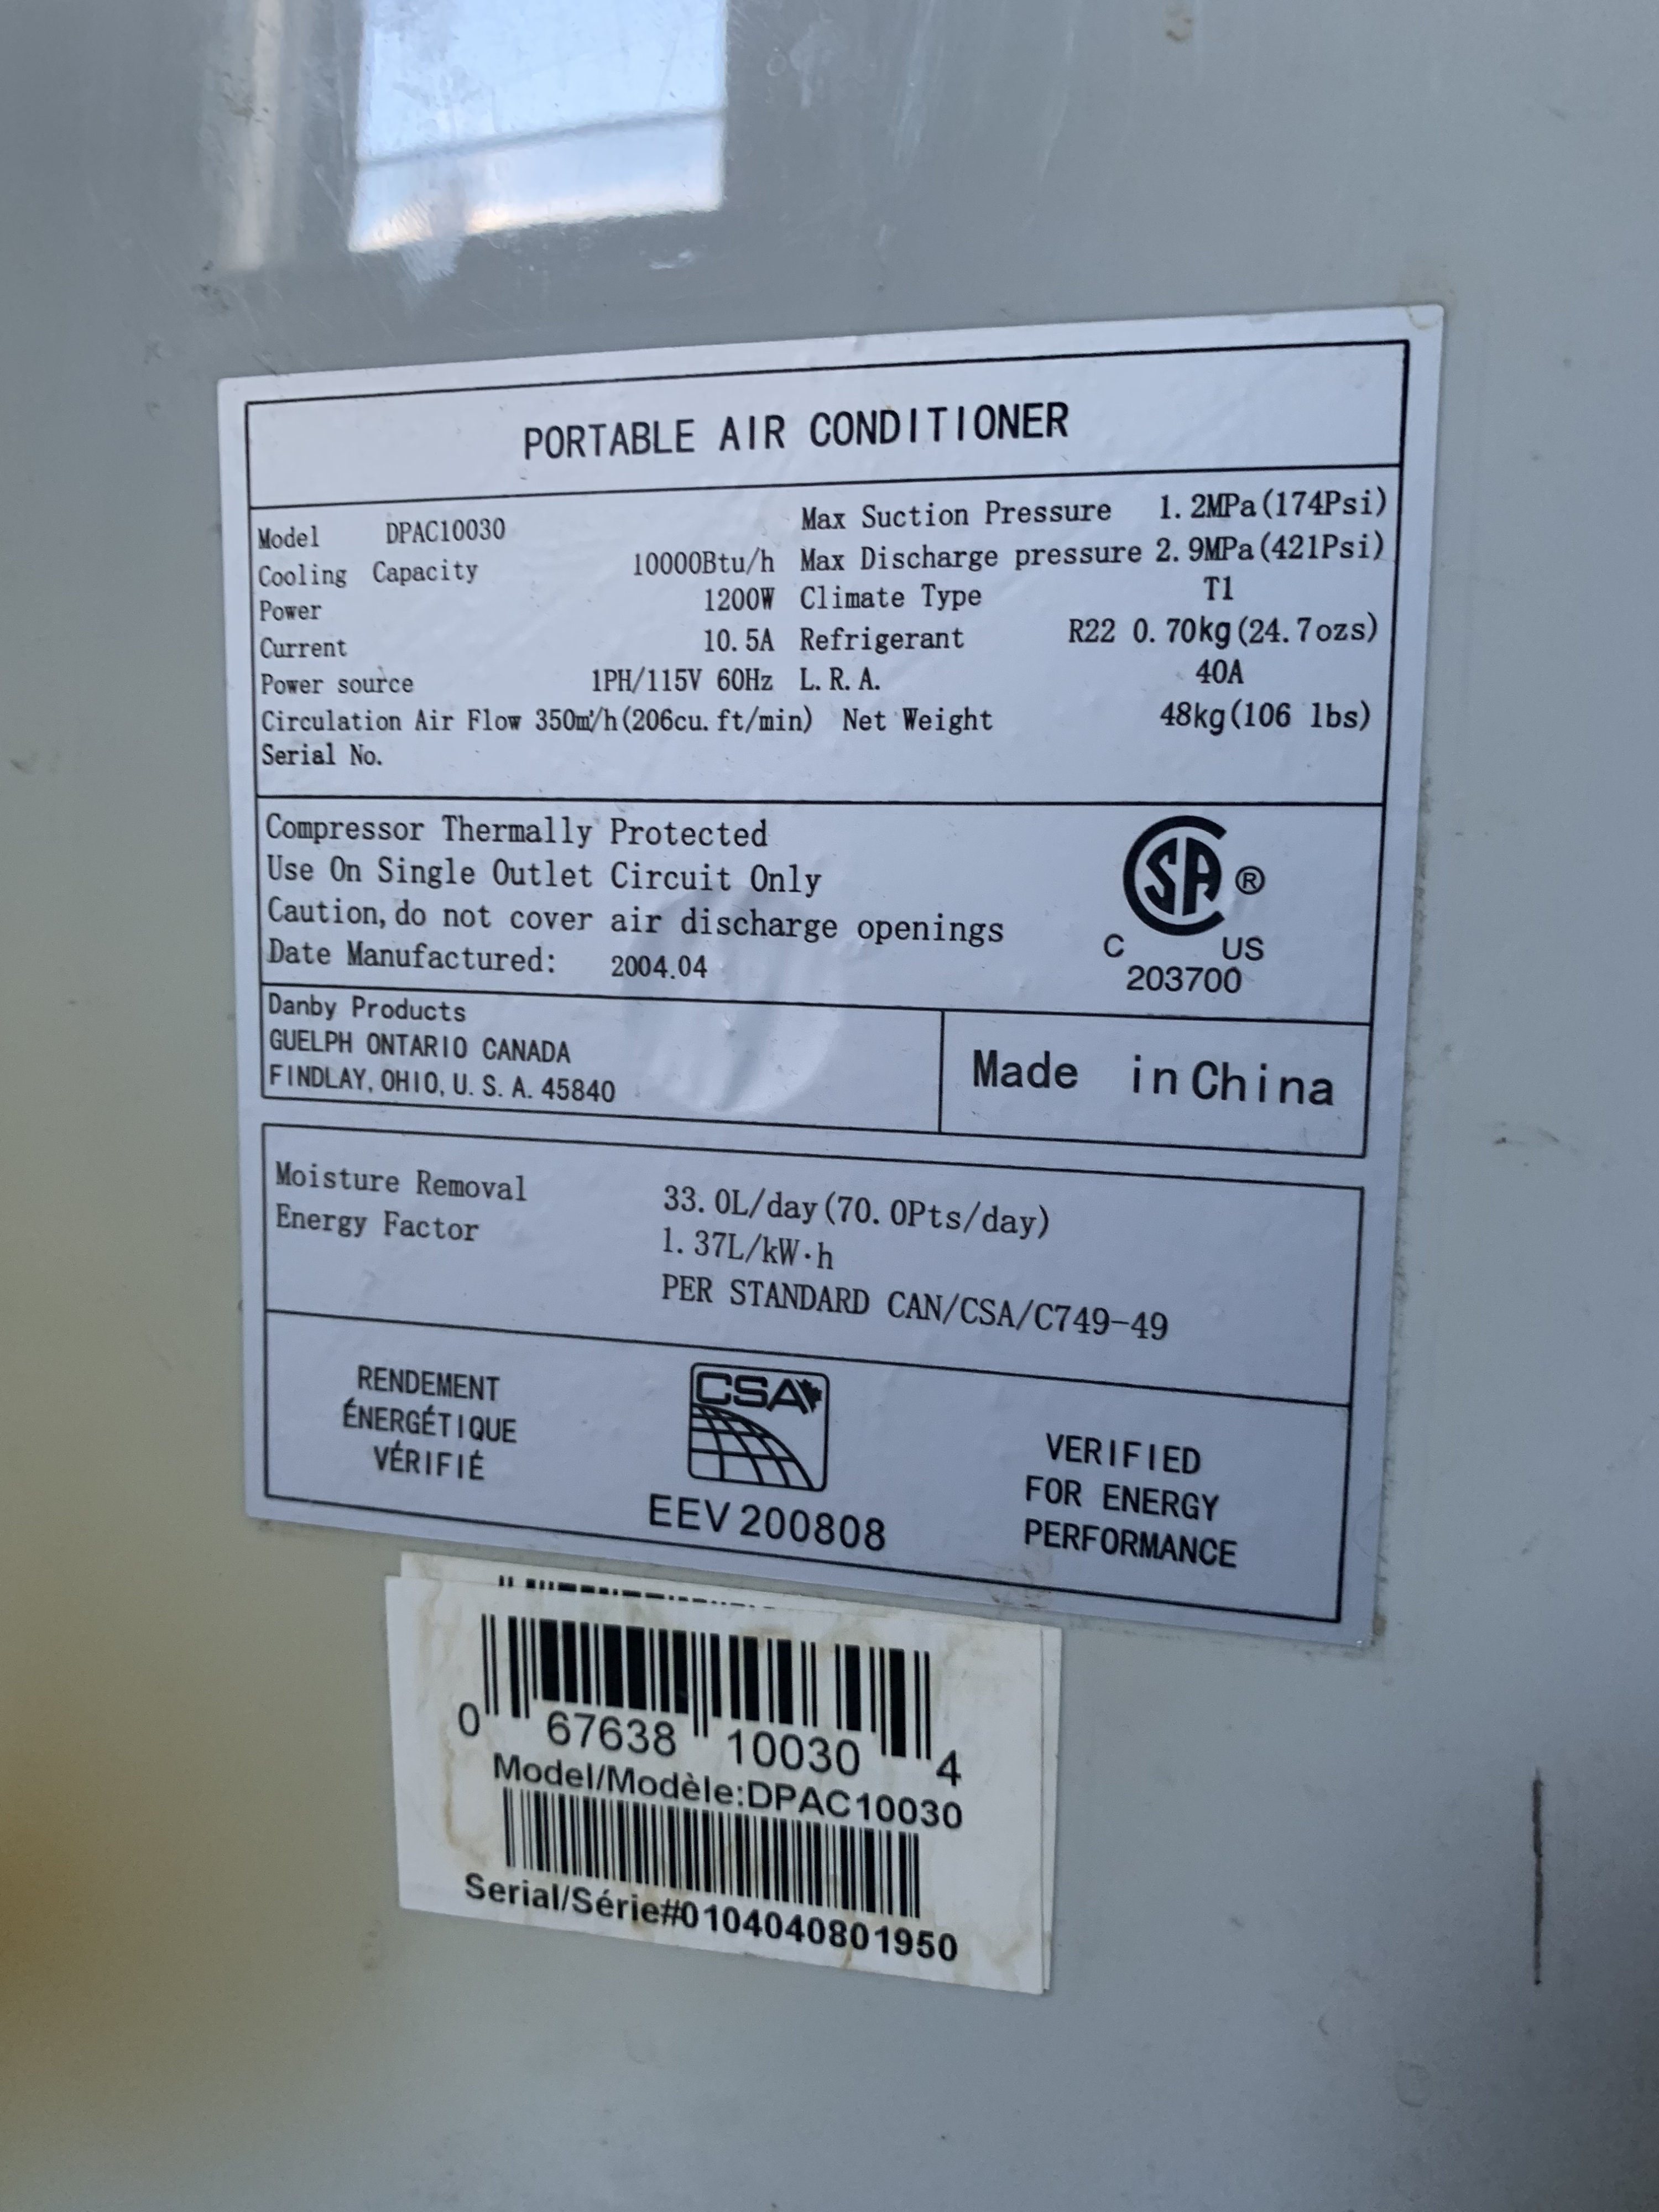 PORTABLE AIR CONDITIONER
Model DPAC10030
Cooling Capacity 10000Btu/h
Power 1200W
Current 10.5A
Power source 1PH/115V 60Hz
Circulation Air Flow 350m³/h(206cu.ft/min)
Serial No.
Max Suction Pressure 1.2MPa(174Psi)
Max Discharge pressure 2.9MPa(421Psi)
Climate Type T1
Refrigerant R22 0.70kg(24.7ozs)
L.R.A. 40A
Net Weight 48kg(106 lbs)
Compressor Thermally Protected
Use On Single Outlet Circuit Only
Caution,do not cover air discharge openings
Date Manufactured: 2004.04
CSA®
C US
203700
Danby Products
GUELPH ONTARIO CANADA
FINDLAY,OHIO,U.S.A.45840
Made in China
Moisture Removal 33.0L/day(70.0Pts/day)
Energy Factor 1.37L/kW·h
PER STANDARD CAN/CSA/C749-49
RENDEMENT
ÉNERGÉTIQUE
VÉRIFIÉ
CSA
EEV 200808
VERIFIED
FOR ENERGY
PERFORMANCE
0 67638 10030 4
Model/Modèle:DPAC10030
Serial/Série#0104040801950